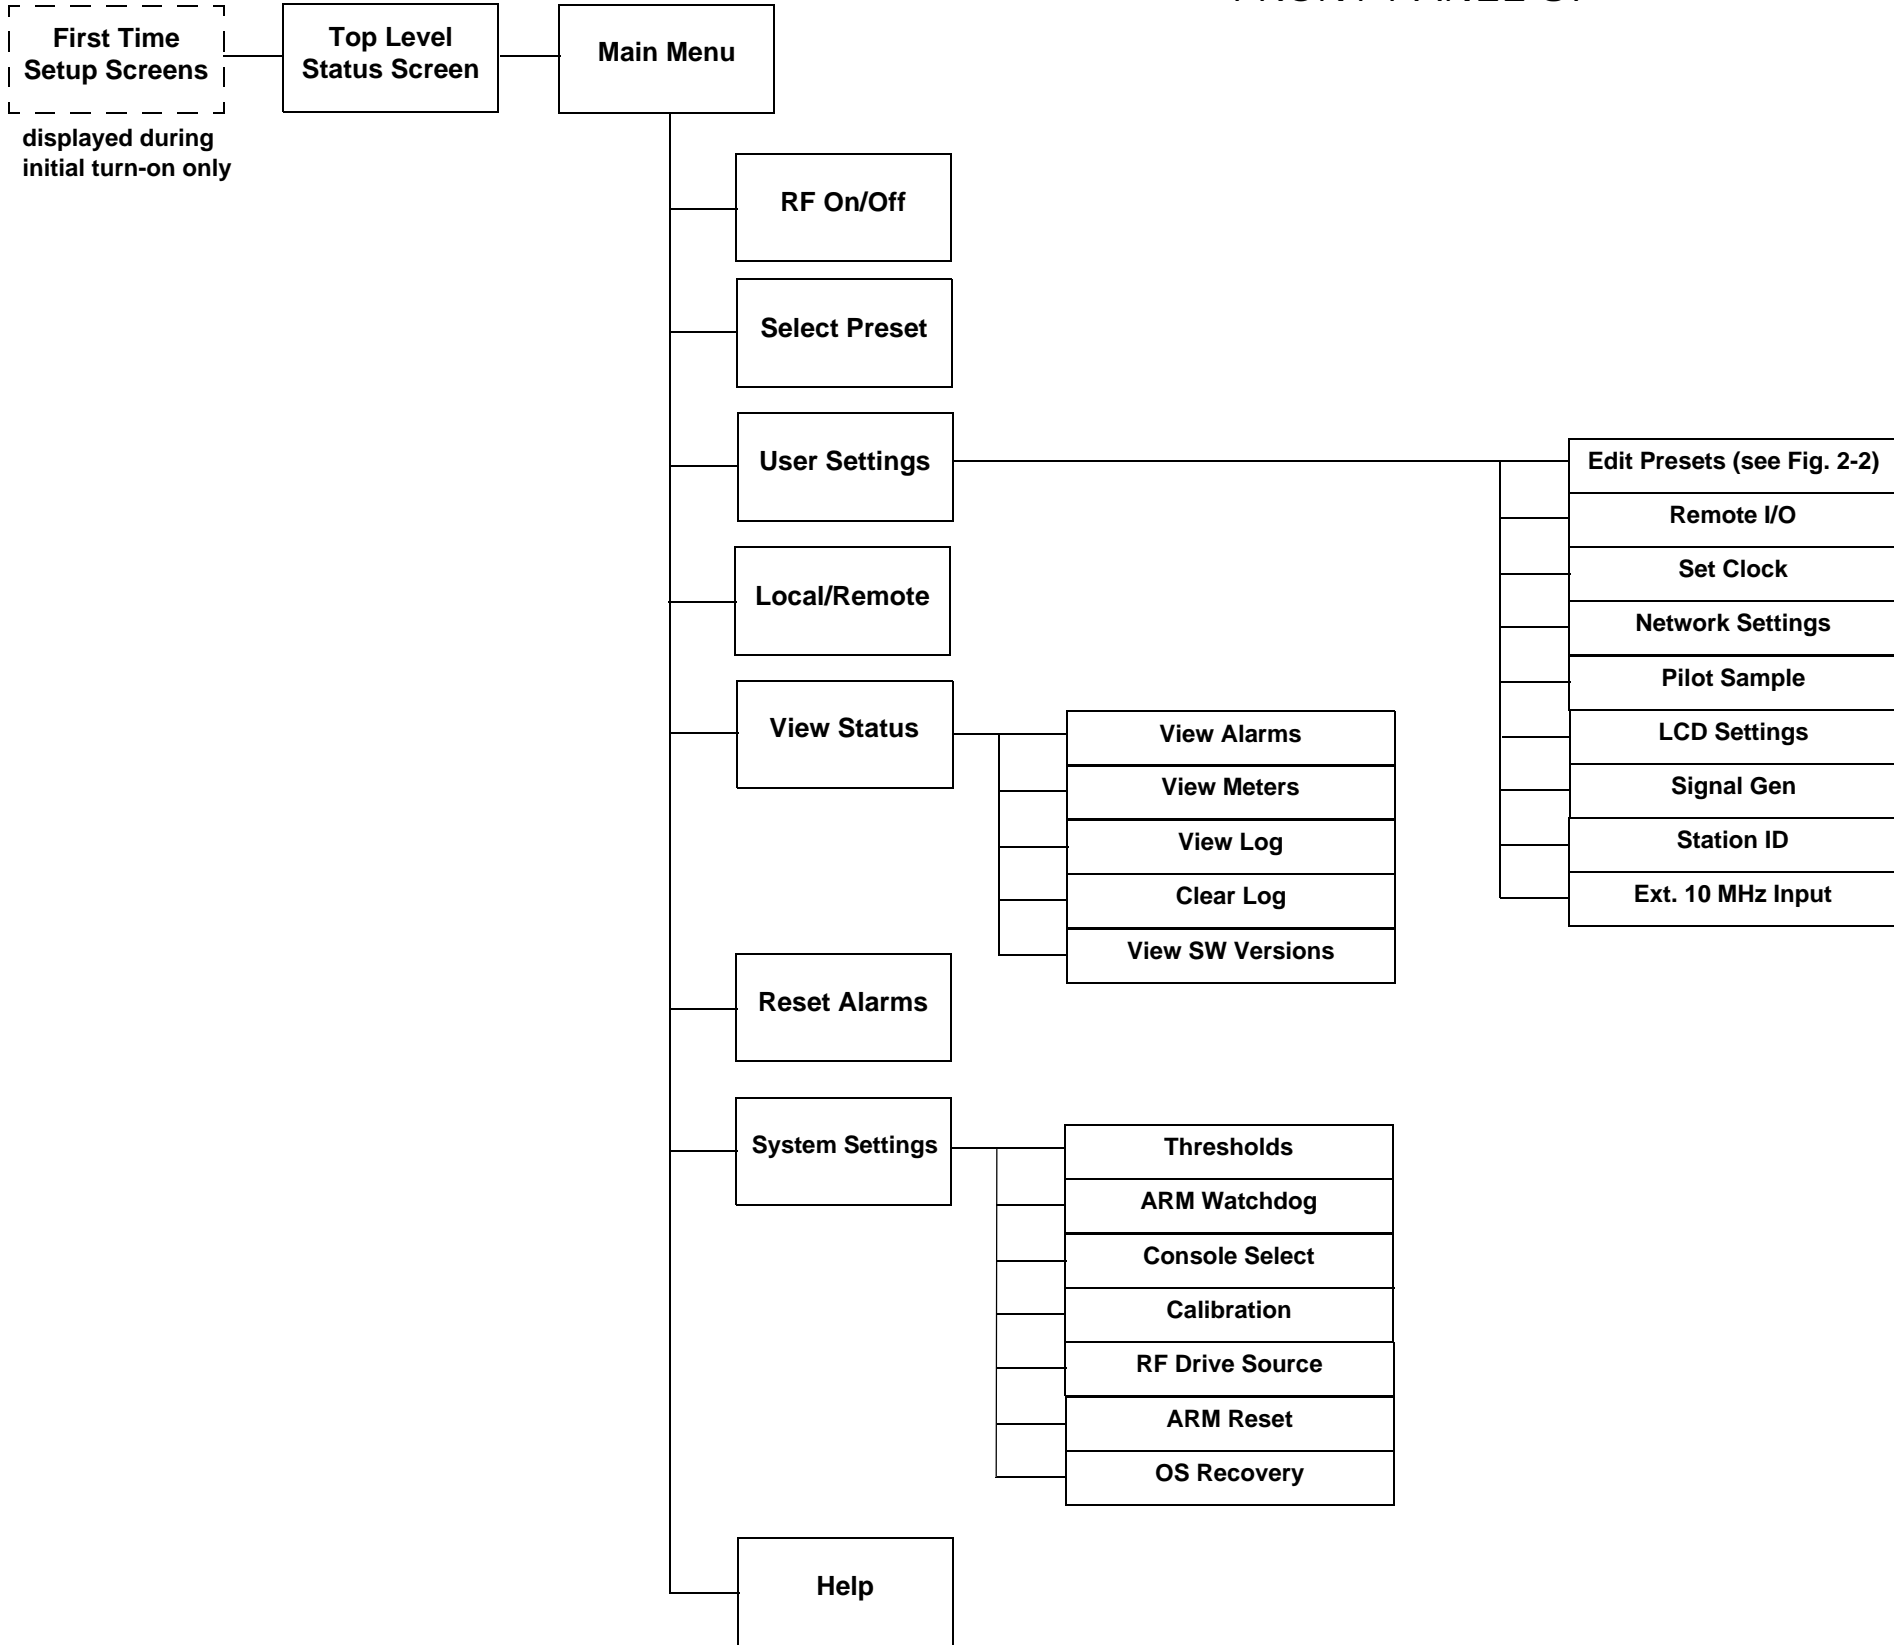 FRONT PANEL OP
First Time
Setup Screens
Top Level
Status Screen
Main Menu
displayed during
initial turn-on only
RF On/Off
Select Preset
User Settings
Edit Presets (see Fig. 2-2)
Remote I/O
Set Clock
Network Settings
Pilot Sample
LCD Settings
Signal Gen
Station ID
Ext. 10 MHz Input
Local/Remote
View Status
View Alarms
View Meters
View Log
Clear Log
View SW Versions
Reset Alarms
System Settings
Thresholds
ARM Watchdog
Console Select
Calibration
RF Drive Source
ARM Reset
OS Recovery
Help